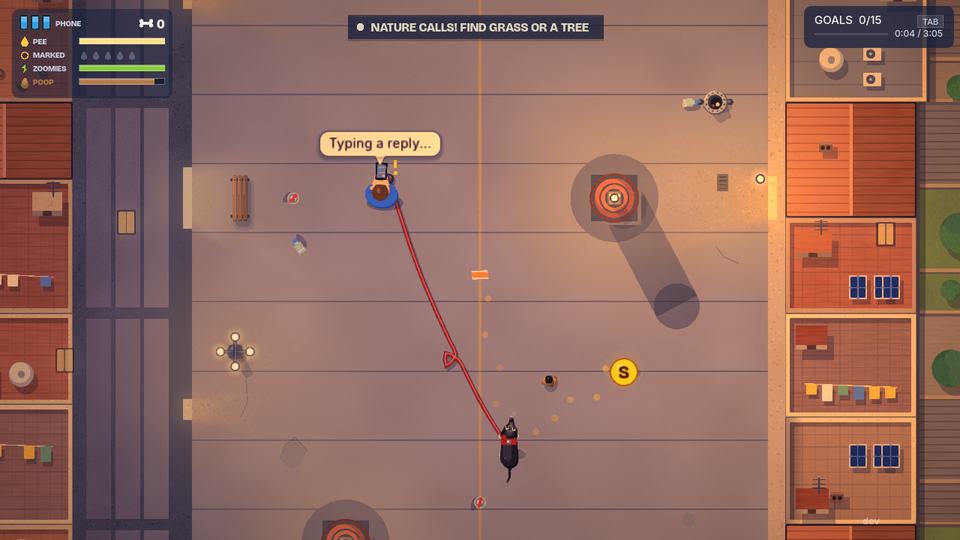 PHONE
0
PEE
MARKED
ZOOMIES
POOP
NATURE CALLS! FIND GRASS OR A TREE
GOALS 0/15
TAB
0:04 / 3:05
Typing a reply...
S
dev